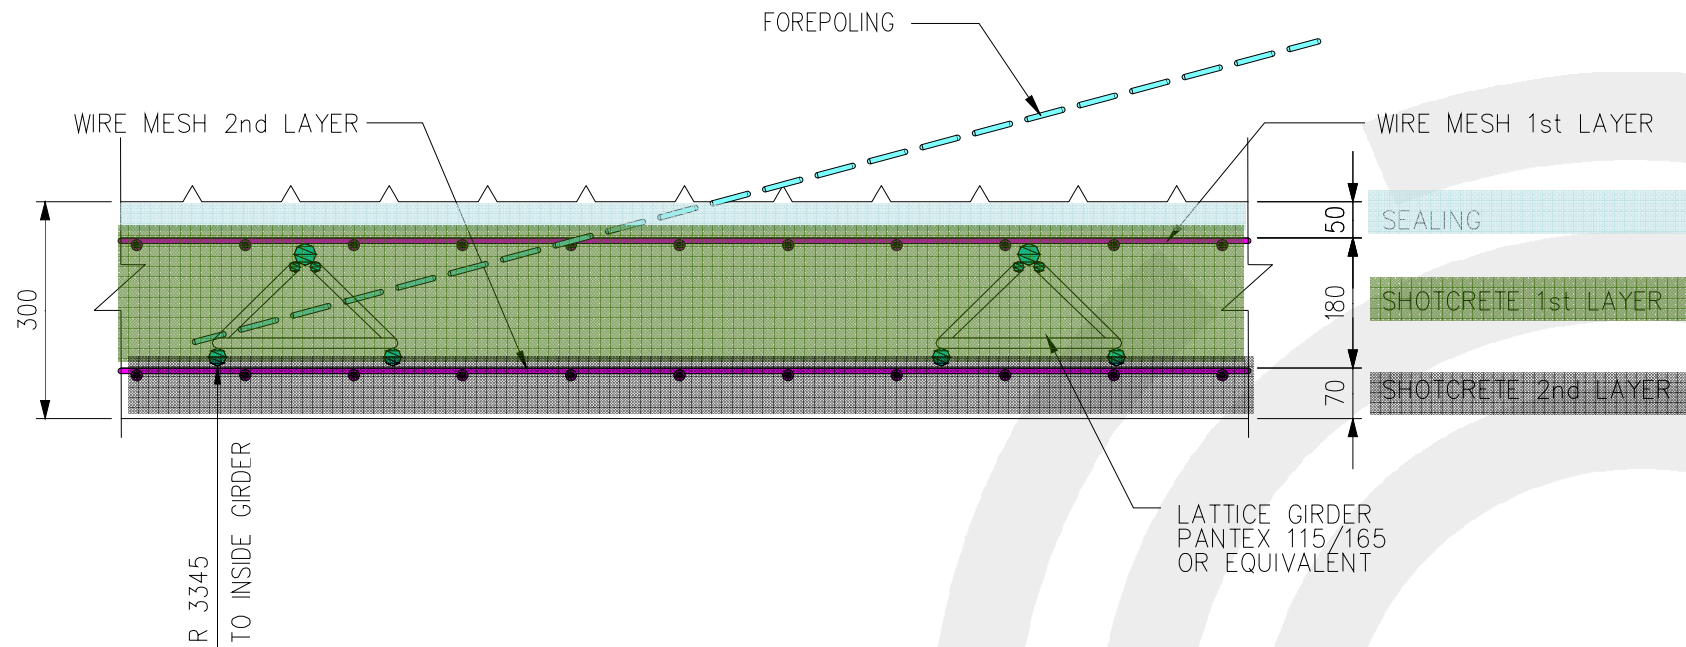 FOREPOLING
WIRE MESH 2nd LAYER
WIRE MESH 1st LAYER
50
SEALING
300
180
SHOTCRETE 1st LAYER
70
SHOTCRETE 2nd LAYER
R 3345
TO INSIDE GIRDER
LATTICE GIRDER
PANTEX 115/165
OR EQUIVALENT